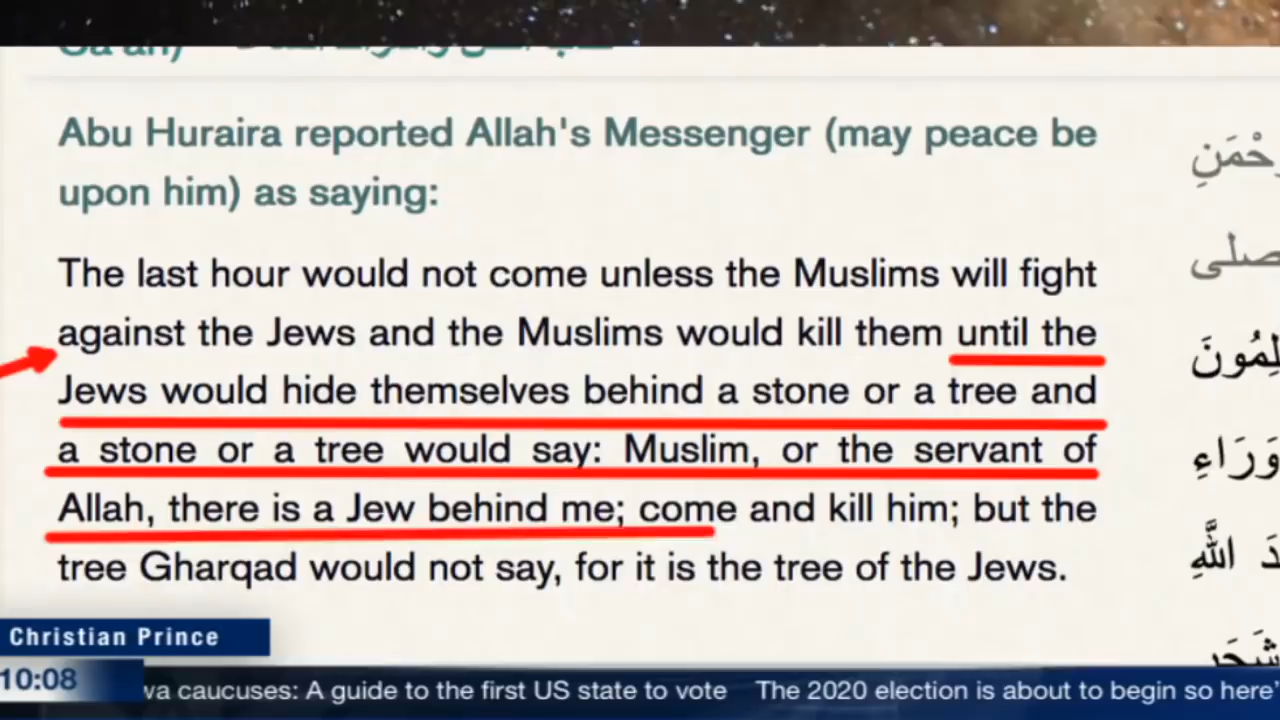 Abu Huraira reported Allah's Messenger (may peace be
upon him) as saying:
The last hour would not come unless the Muslims will fight
against the Jews and the Muslims would kill them until the
Jews would hide themselves behind a stone or a tree and
a stone or a tree would say: Muslim, or the servant of
Allah, there is a Jew behind me; come and kill him; but the
tree Gharqad would not say, for it is the tree of the Jews.
صلى
وَرَاءِ
اللَّهِ
Christian Prince
10:08
caucuses: A guide to the first US state to vote The 2020 election is about to begin so here'